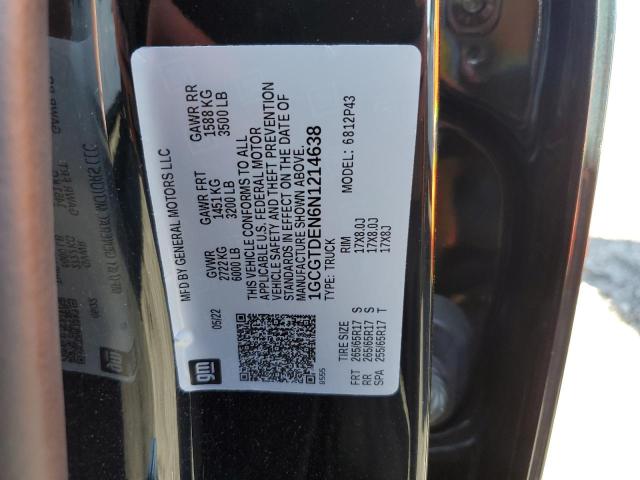 MFD BY GENERAL MOTORS LLC
05/22
GVWR
2722 KG
6000 LB
GAWR FRT
1451 KG
3200 LB
GAWR RR
1588 KG
3500 LB
THIS VEHICLE CONFORMS TO ALL
APPLICABLE U.S. FEDERAL MOTOR
VEHICLE SAFETY AND THEFT PREVENTION
STANDARDS IN EFFECT ON THE DATE OF
MANUFACTURE SHOWN ABOVE.
1GCGTDEN6N1214638
TYPE: TRUCK
MODEL: 6812P43
TIRE SIZE RIM
FRT 265/65R17 S 17X8.0J
RR 265/65R17 S 17X8.0J
SPA 255/65R17 T 17X8J
gm